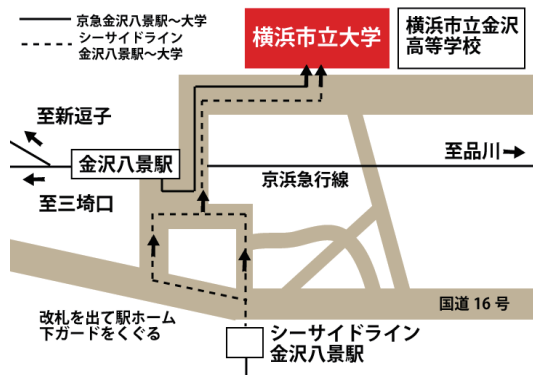 京急金沢八景駅～大学
シーサイドライン
金沢八景駅～大学
横浜市立大学
横浜市立金沢
高等学校
至新逗子
金沢八景駅
至品川
京浜急行線
至三埼口
国道16号
改札を出て駅ホーム
下ガードをくぐる
シーサイドライン
金沢八景駅